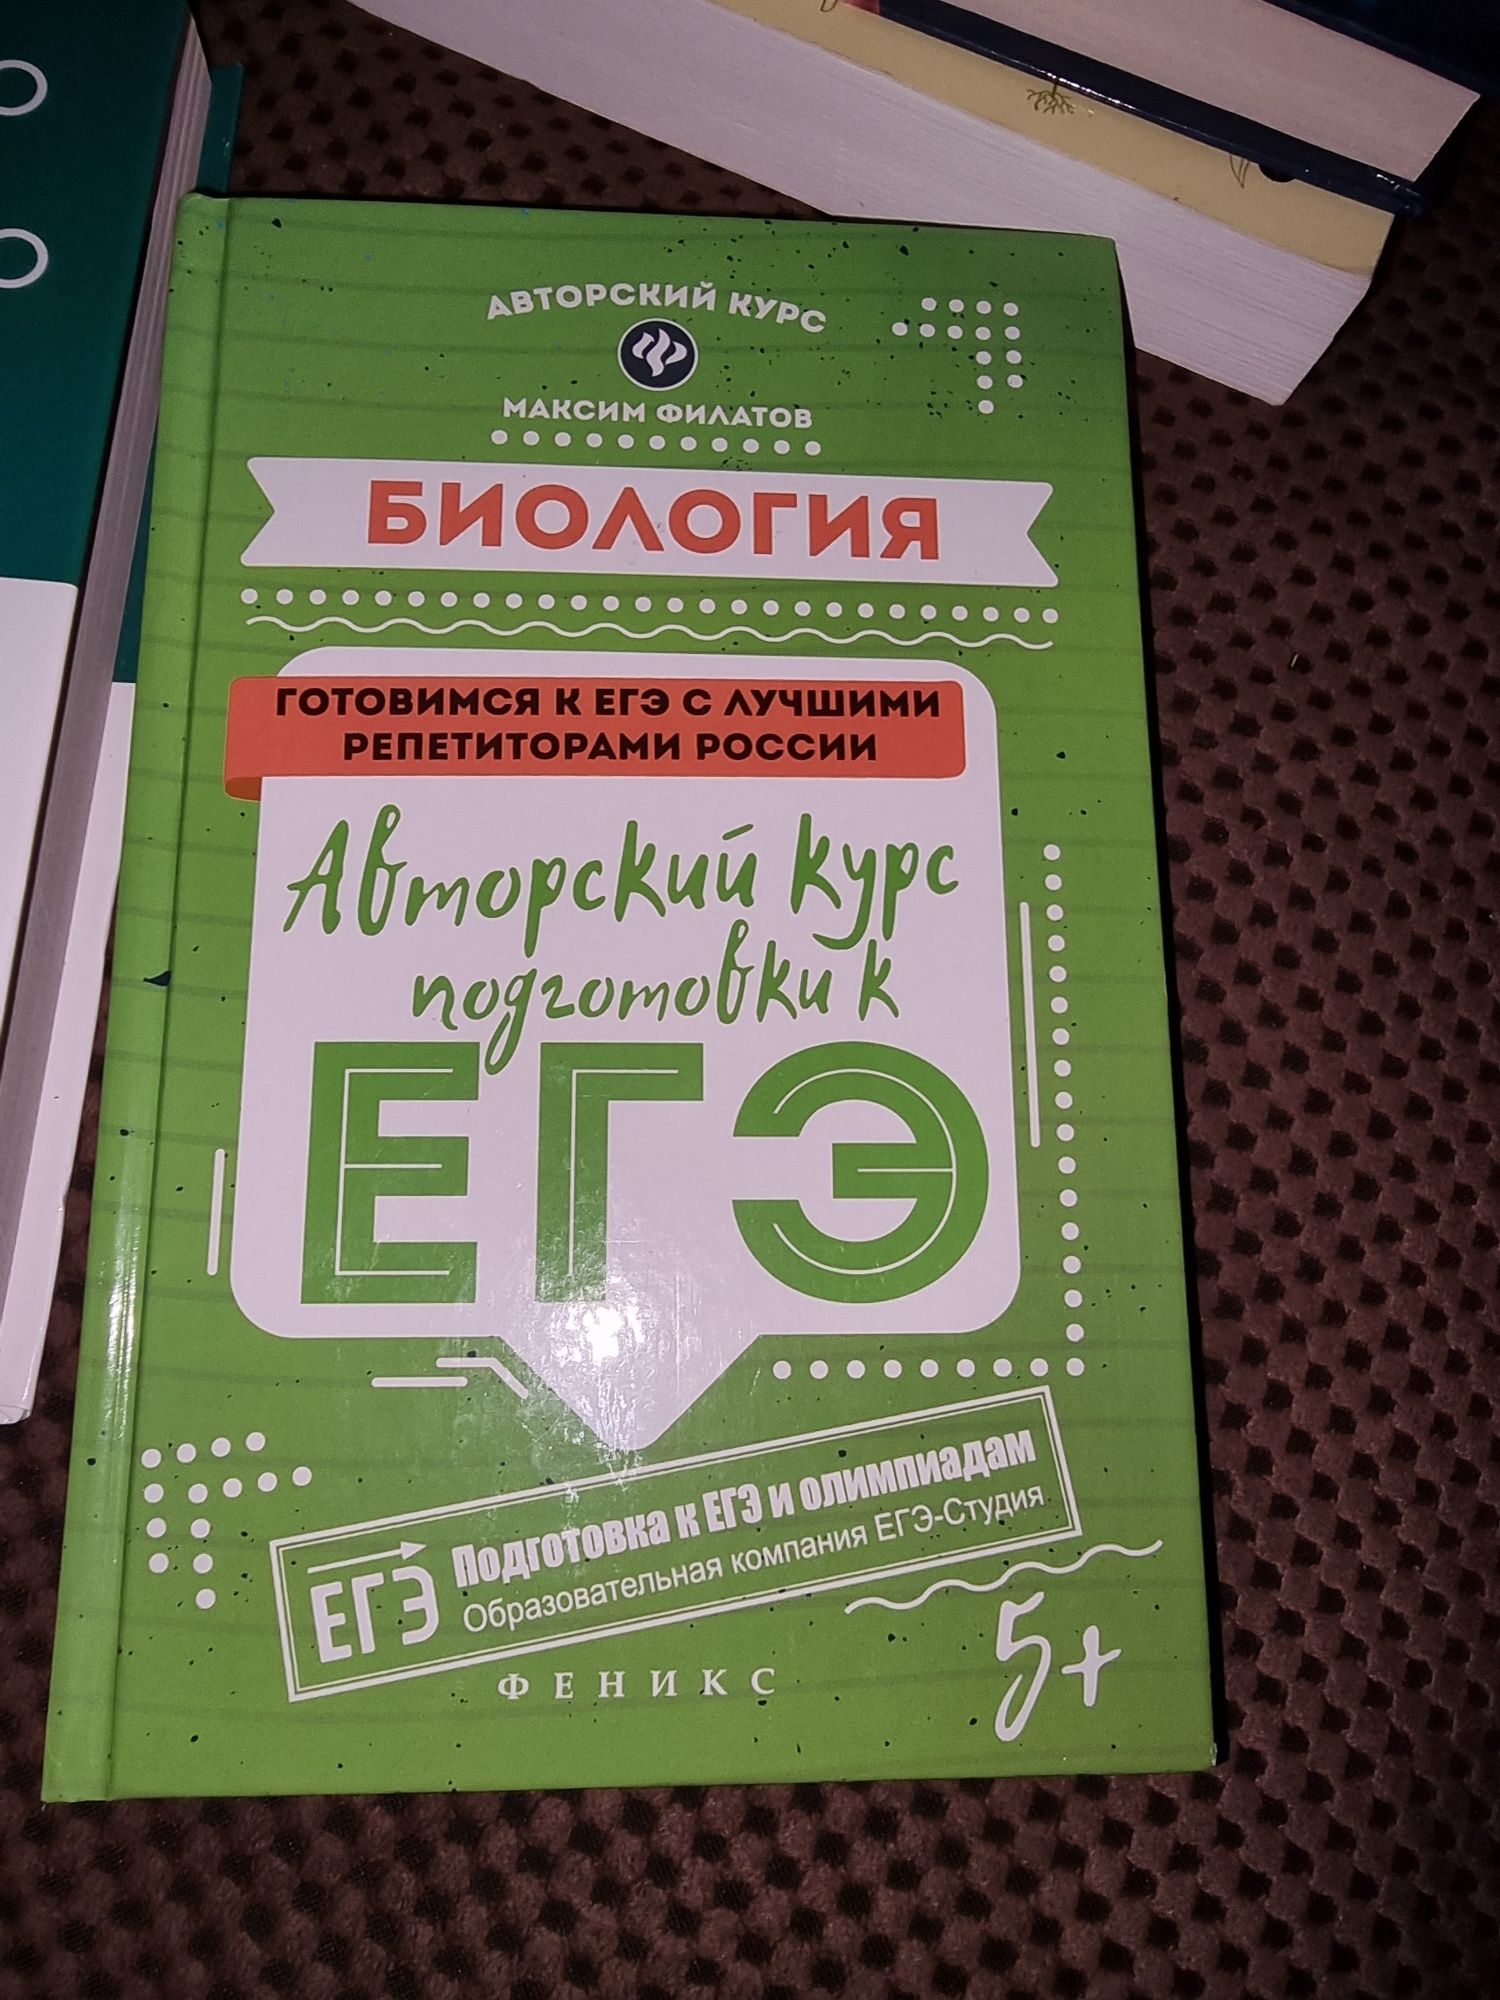 АВТОРСКИЙ КУРС
МАКСИМ ФИЛАТОВ
БИОЛОГИЯ
ГОТОВИМСЯ К ЕГЭ С ЛУЧШИМИ
РЕПЕТИТОРАМИ РОССИИ
Авторский курс
подготовки к
ЕГЭ
ЕГЭ
Подготовка к ЕГЭ и олимпиадам
Образовательная компания ЕГЭ-Студия
5+
ФЕНИКС